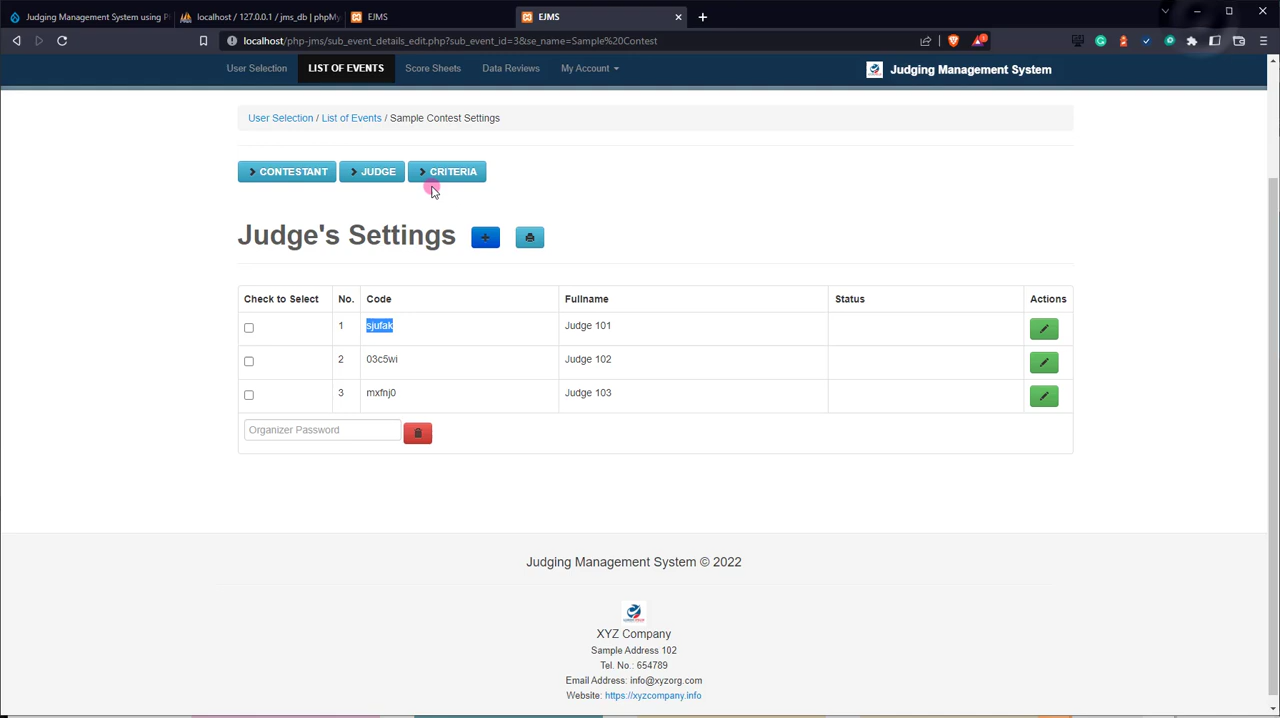 Judging Management System using P
localhost / 127.0.0.1 / jms_db | phpMy
EJMS
EJMS
localhost/php-jms/sub_event_details_edit.php?sub_event_id=3&se_name=Sample%20Contest
User Selection
LIST OF EVENTS
Score Sheets
Data Reviews
My Account
Judging Management System
User Selection / List of Events / Sample Contest Settings
CONTESTANT
JUDGE
CRITERIA
Judge's Settings
Check to Select No. Code Fullname Status Actions
1 sjufak Judge 101
2 03c5wi Judge 102
3 mxfnj0 Judge 103
Organizer Password
Judging Management System © 2022
XYZ Company
Sample Address 102
Tel. No.: 654789
Email Address: info@xyzorg.com
Website: https://xyzcompany.info